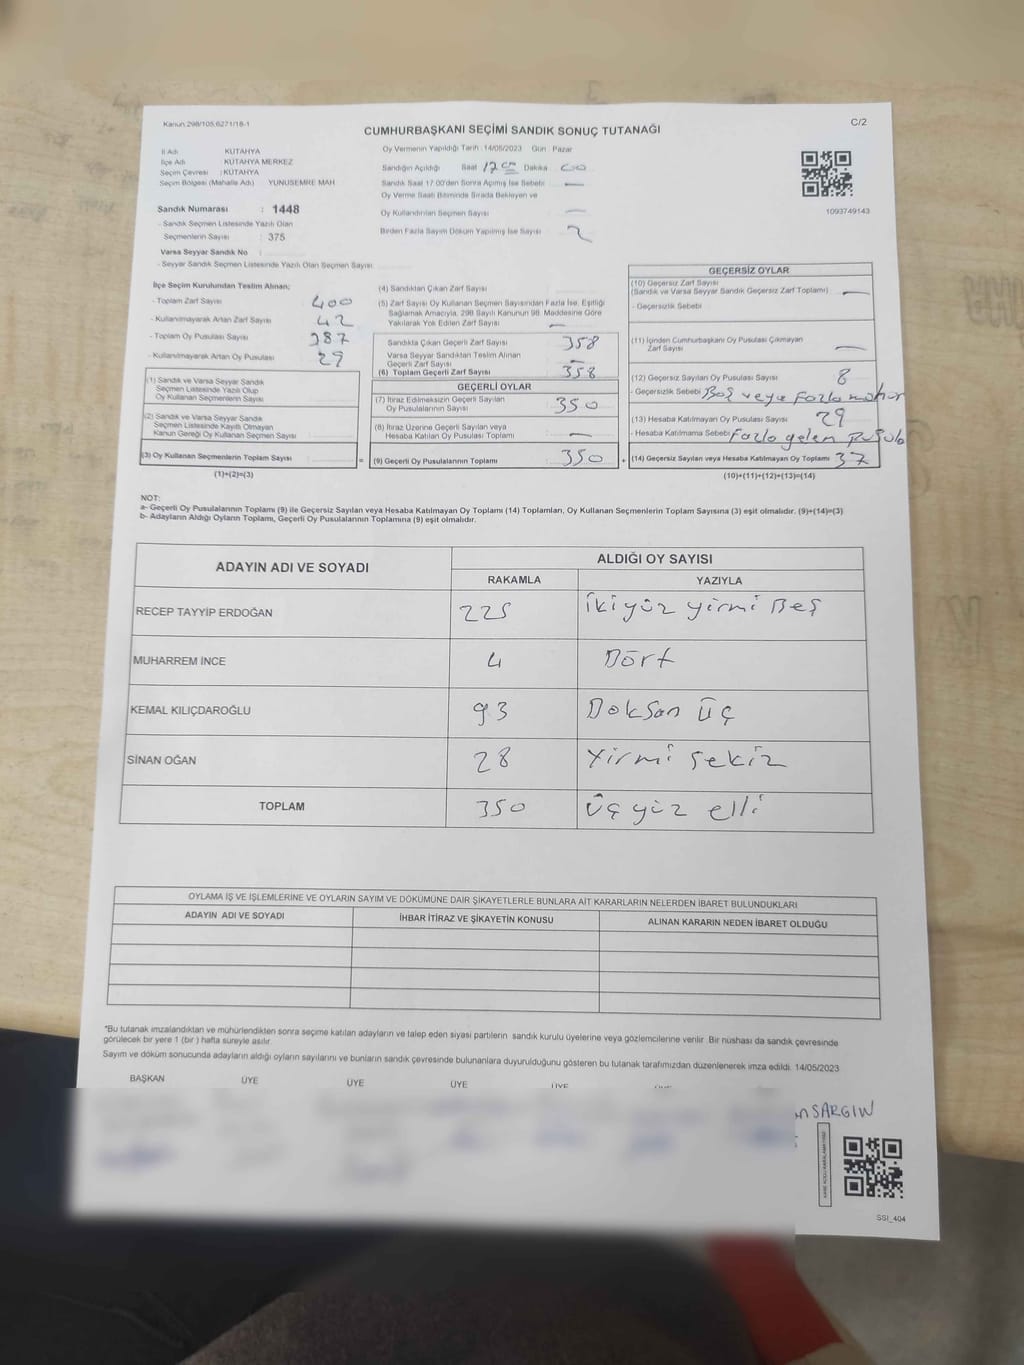 Kanun 298/105,6271/18-1
C/2
CUMHURBAŞKANI SEÇİMİ SANDIK SONUÇ TUTANAĞI
İl Adı KÜTAHYA
İlçe Adı KÜTAHYA MERKEZ
Seçim Çevresi : KÜTAHYA
Seçim Bölgesi (Mahalle Adı) YUNUSEMRE MAH
Sandık Numarası : 1448
- Sandık Seçmen Listesinde Yazılı Olan
Seçmenlerin Sayısı : 375
Varsa Seyyar Sandık No :
- Seyyar Sandık Seçmen Listesinde Yazılı Olan Seçmen Sayısı
Oy Vermenin Yapıldığı Tarih :14/05/2023 Gün : Pazar
Sandığın Açıldığı Saat 17 00 Dakika 00
Sandık Saat 17.00'den Sonra Açılmış İse Sebebi —
Oy Verme Saati Bitiminde Sırada Bekleyen ve
Oy Kullandırılan Seçmen Sayısı —
Birden Fazla Sayım Döküm Yapılmış İse Sayısı 2
1093749143
İlçe Seçim Kurulundan Teslim Alınan;
- Toplam Zarf Sayısı 400
- Kullanılmayarak Artan Zarf Sayısı 42
- Toplam Oy Pusulası Sayısı 387
- Kullanılmayarak Artan Oy Pusulası 29
(1) Sandık ve Varsa Seyyar Sandık
Seçmen Listesinde Yazılı Olup
Oy Kullanan Seçmenlerin Sayısı
(2) Sandık ve Varsa Seyyar Sandık
Seçmen Listesinde Kayıtlı Olmayan
Kanun Gereği Oy Kullanan Seçmen Sayısı
(3) Oy Kullanan Seçmenlerin Toplam Sayısı
(1)+(2)=(3)
(4) Sandıktan Çıkan Zarf Sayısı
(5) Zarf Sayısı Oy Kullanan Seçmen Sayısından Fazla İse, Eşitliği
Sağlamak Amacıyla, 298 Sayılı Kanunun 98. Maddesine Göre
Yakılarak Yok Edilen Zarf Sayısı —
Sandıkta Çıkan Geçerli Zarf Sayısı 358
Varsa Seyyar Sandıktan Teslim Alınan
Geçerli Zarf Sayısı —
(6) Toplam Geçerli Zarf Sayısı 358
GEÇERLİ OYLAR
(7) İtiraz Edilmeksizin Geçerli Sayılan
Oy Pusulalarının Sayısı : 350
(8) İtiraz Üzerine Geçerli Sayılan veya
Hesaba Katılan Oy Pusulası Toplamı : —
= (9) Geçerli Oy Pusulalarının Toplamı : 350 +
GEÇERSİZ OYLAR
(10) Geçersiz Zarf Sayısı
(Sandık ve Varsa Seyyar Sandık Geçersiz Zarf Toplamı) —
- Geçersizlik Sebebi
(11) İçinden Cumhurbaşkanı Oy Pusulası Çıkmayan
Zarf Sayısı —
(12) Geçersiz Sayılan Oy Pusulası Sayısı 8
- Geçersizlik Sebebi Boş veya Fazla mühür
(13) Hesaba Katılmayan Oy Pusulası Sayısı 29
- Hesaba Katılmama Sebebi Fazla gelen pusula
(14) Geçersiz Sayılan veya Hesaba Katılmayan Oy Toplamı 37
(10)+(11)+(12)+(13)=(14)
NOT:
a- Geçerli Oy Pusulalarının Toplamı (9) ile Geçersiz Sayılan veya Hesaba Katılmayan Oy Toplamı (14) Toplamları, Oy Kullanan Seçmenlerin Toplam Sayısına (3) eşit olmalıdır. (9)+(14)=(3)
b- Adayların Aldığı Oyların Toplamı, Geçerli Oy Pusulalarının Toplamına (9) eşit olmalıdır.
ADAYIN ADI VE SOYADI
ALDIĞI OY SAYISI
RAKAMLA YAZIYLA
RECEP TAYYİP ERDOĞAN 225 İkiyüz yirmi Beş
MUHARREM İNCE 4 Dört
KEMAL KILIÇDAROĞLU 93 Doksan Üç
SİNAN OĞAN 28 Yirmi Sekiz
TOPLAM 350 Üç yüz elli
OYLAMA İŞ VE İŞLEMLERİNE VE OYLARIN SAYIM VE DÖKÜMÜNE DAİR ŞİKAYETLERLE BUNLARA AİT KARARLARIN NELERDEN İBARET BULUNDUKLARI
ADAYIN ADI VE SOYADI İHBAR İTİRAZ VE ŞİKAYETİN KONUSU ALINAN KARARIN NEDEN İBARET OLDUĞU
*Bu tutanak imzalandıktan ve mühürlendikten sonra seçime katılan adayların ve talep eden siyasi partilerin sandık kurulu üyelerine veya gözlemcilerine verilir. Bir nüshası da sandık çevresinde
görülecek bir yere 1 (bir ) hafta süreyle asılır.
Sayım ve döküm sonucunda adayların aldığı oyların sayılarını ve bunların sandık çevresinde bulunanlara duyurulduğunu gösteren bu tutanak tarafımızdan düzenlenerek imza edildi. 14/05/2023
BAŞKAN ÜYE ÜYE ÜYE ÜYE
SARGIN
SSI_404